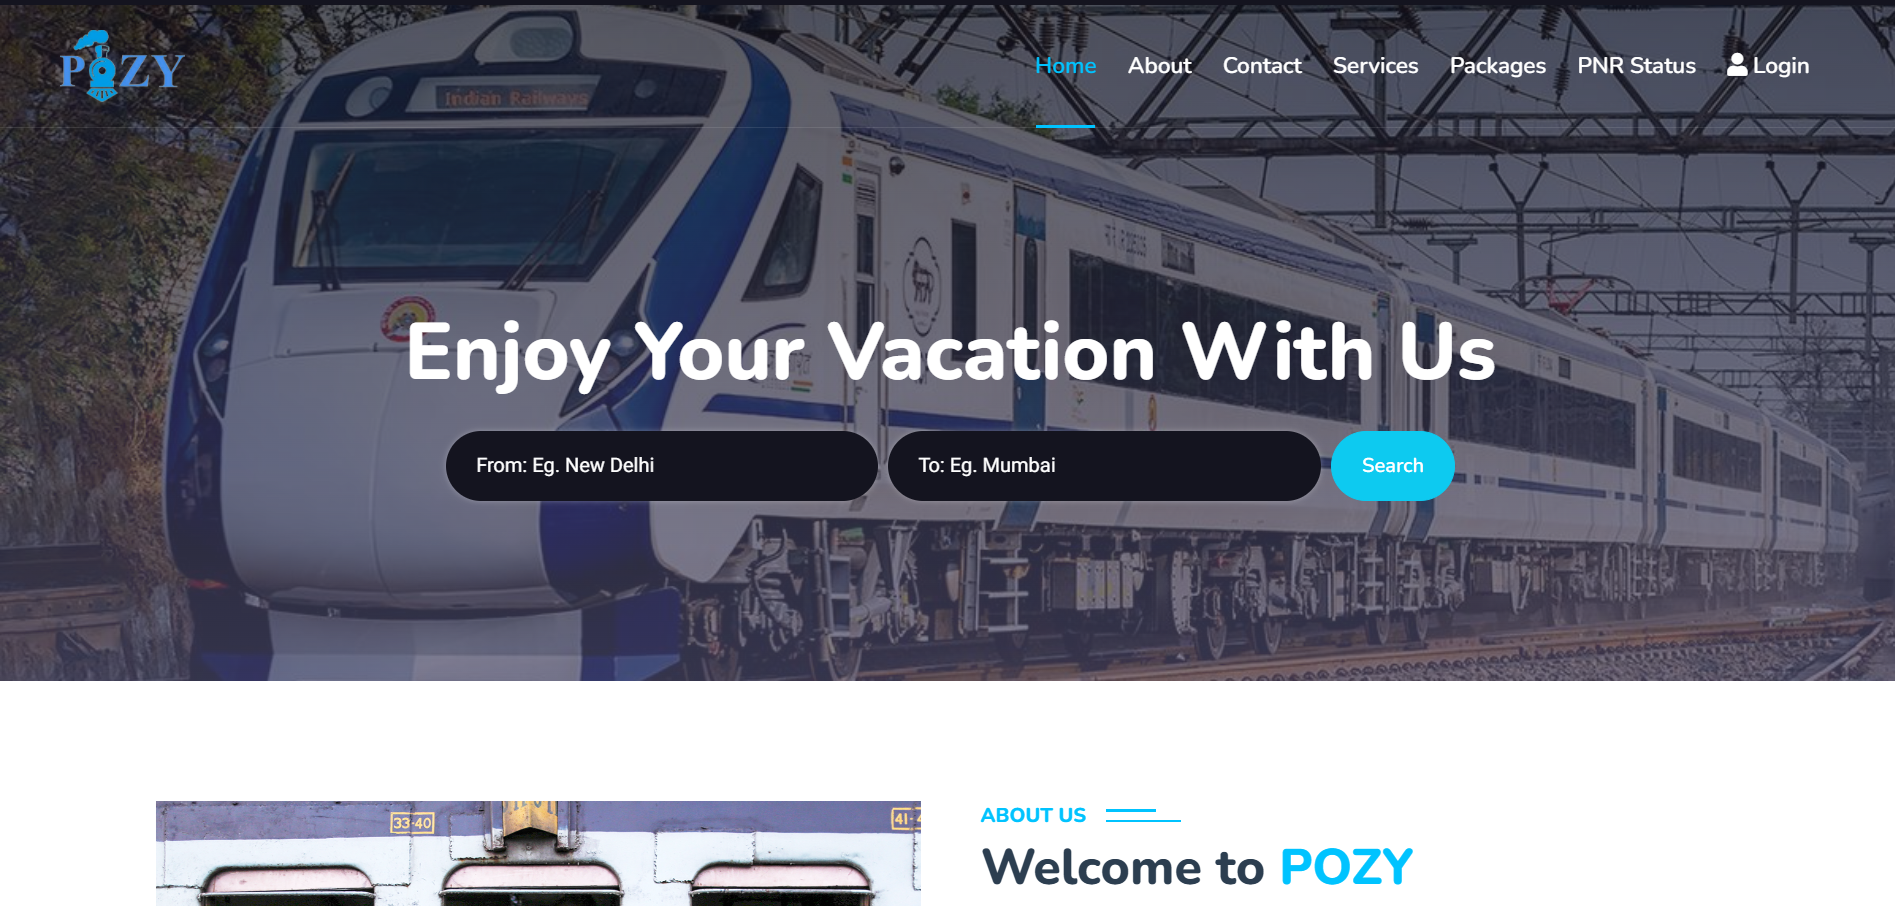 POZY
Home About Contact Services Packages PNR Status Login
Indian Railways
Enjoy Your Vacation With Us
From: Eg. New Delhi To: Eg. Mumbai Search
33-40
41-
ABOUT US
Welcome to POZY